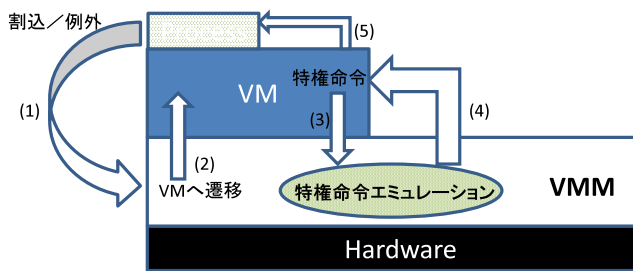 割込/例外
(5)
特権命令
VM
(1)
(3)
(4)
(2)
VMへ遷移
特権命令エミュレーション
VMM
Hardware